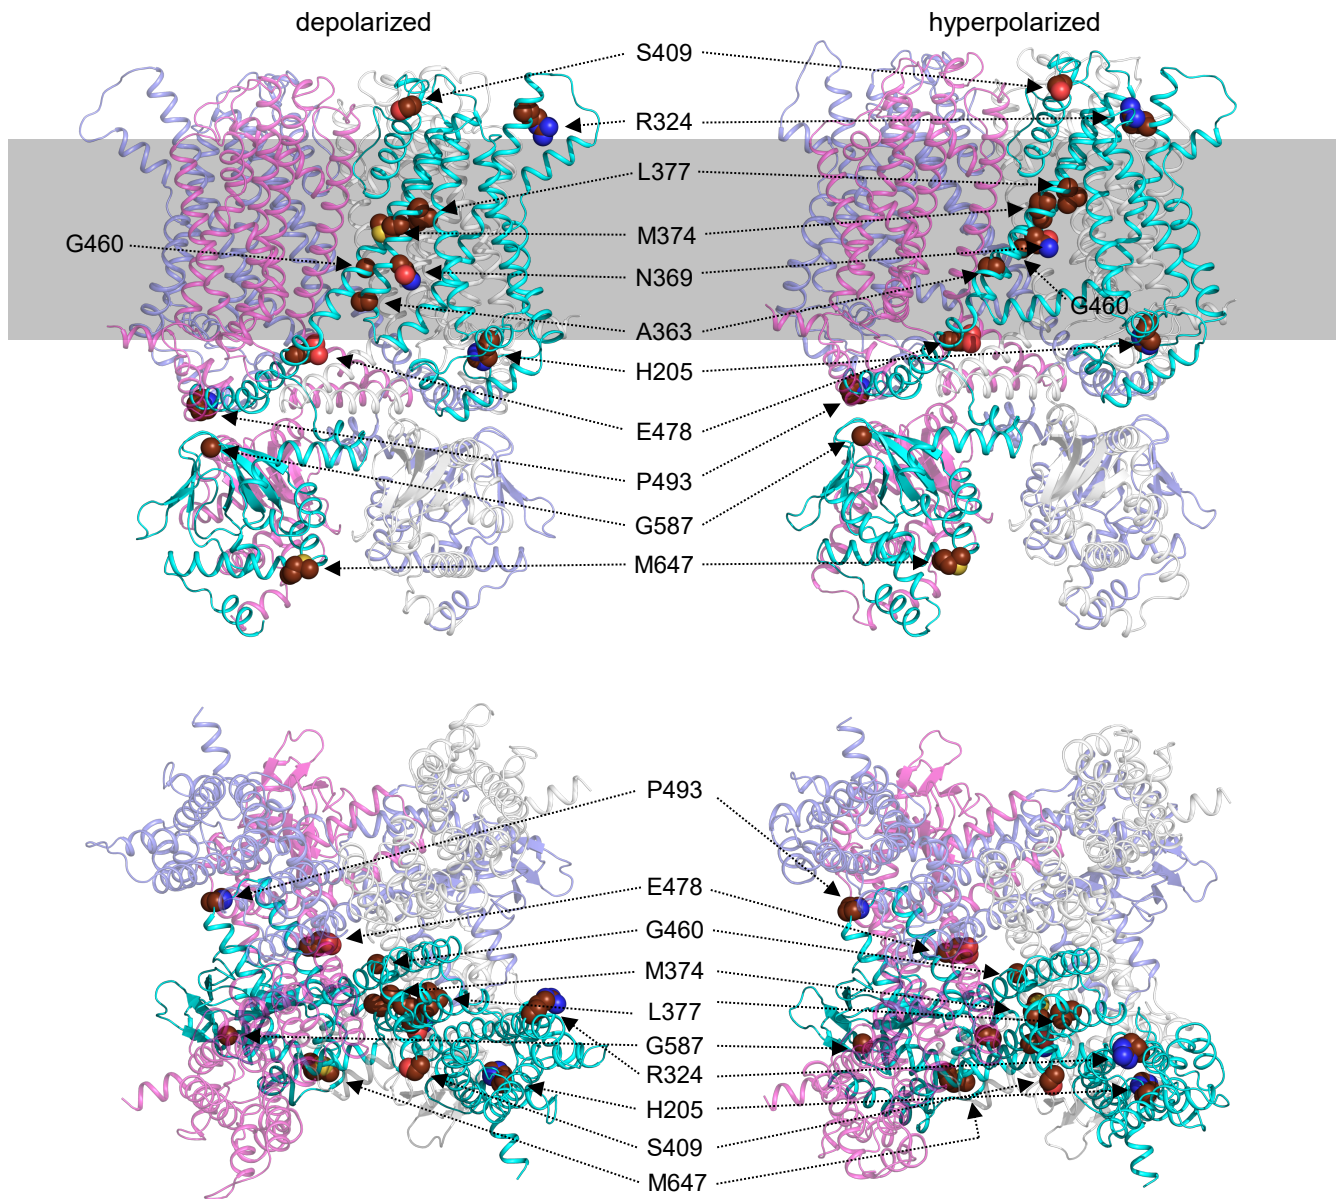 depolarized
hyperpolarized
S409
R324
L377
G460
M374
N369
G460
A363
H205
E478
P493
G587
M647
P493
E478
G460
M374
L377
G587
R324
H205
S409
M647